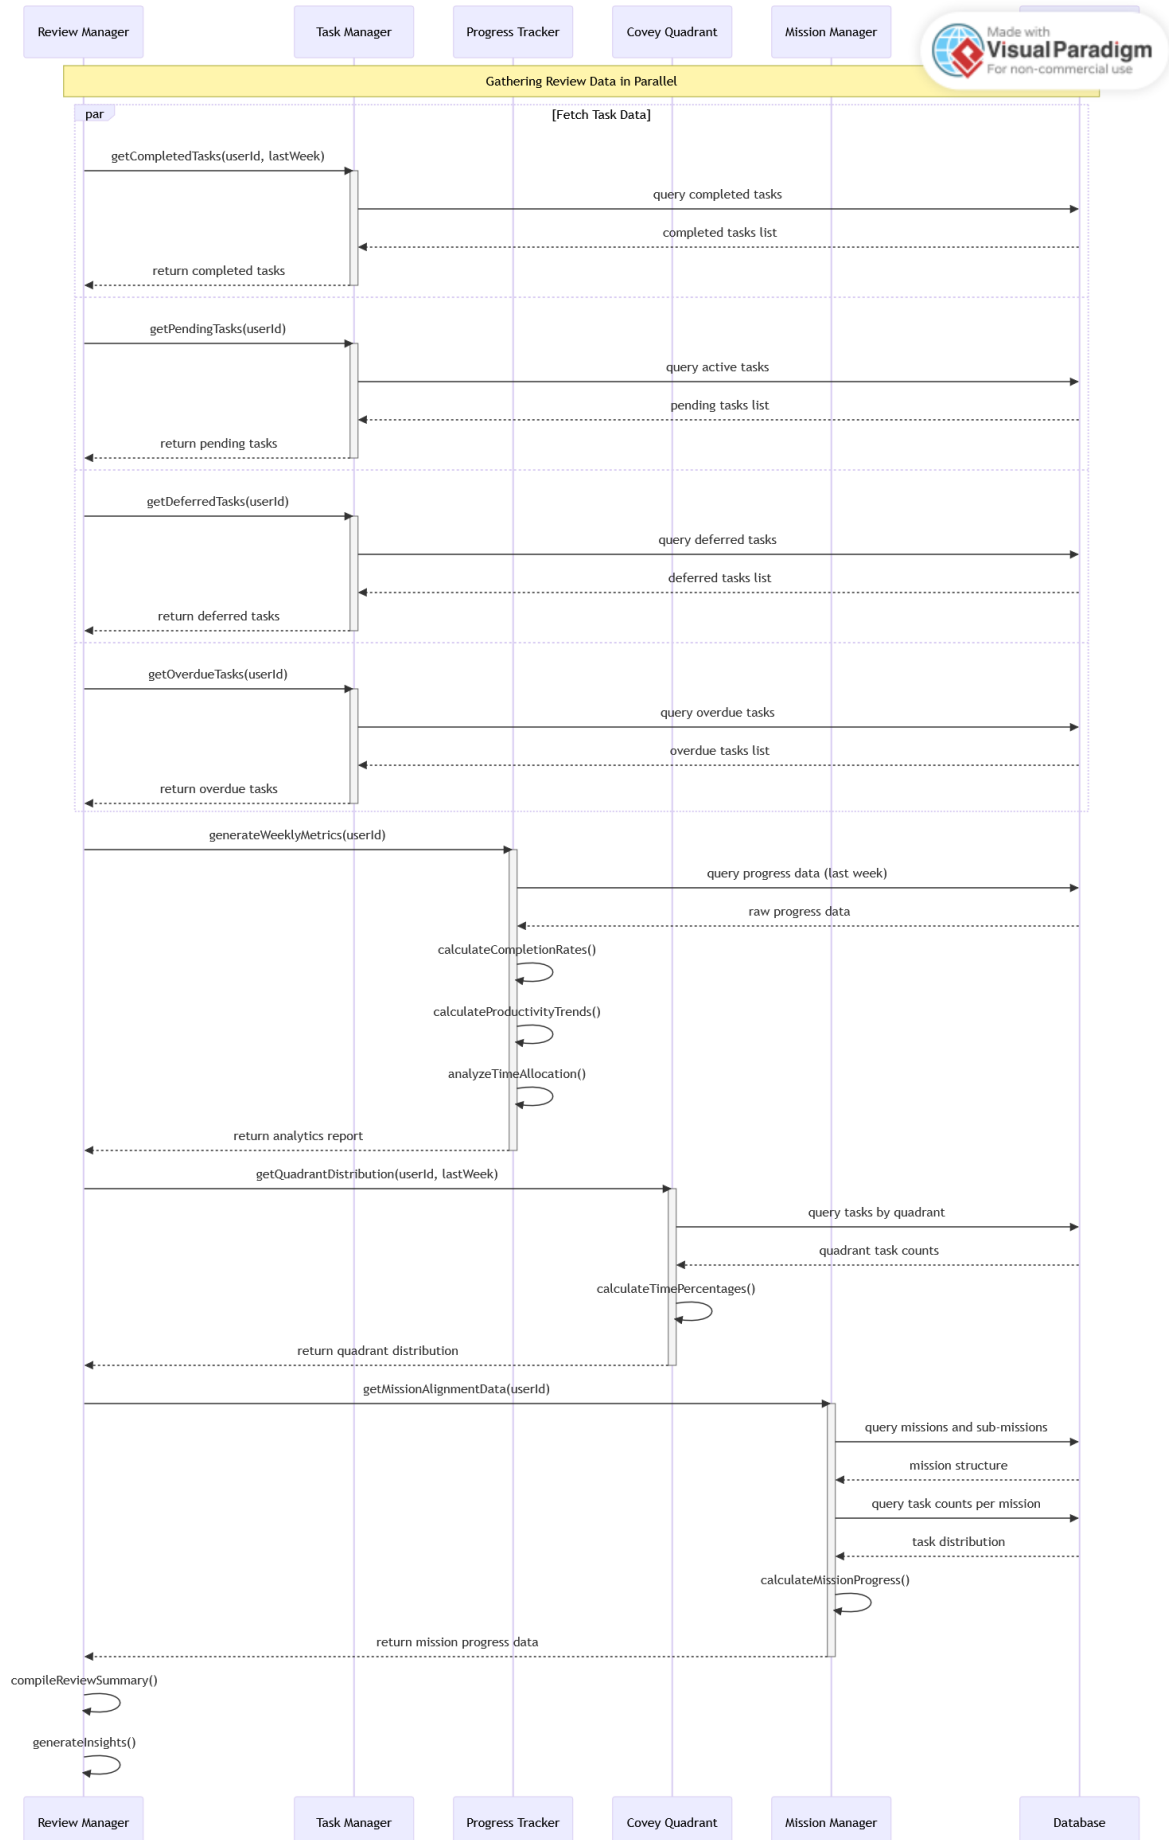 Review Manager
Task Manager
Progress Tracker
Covey Quadrant
Mission Manager
Made with
VisualParadigm
For non-commercial use
Gathering Review Data in Parallel
par
[Fetch Task Data]
getCompletedTasks(userId, lastWeek)
query completed tasks
completed tasks list
return completed tasks
getPendingTasks(userId)
query active tasks
pending tasks list
return pending tasks
getDeferredTasks(userId)
query deferred tasks
deferred tasks list
return deferred tasks
getOverdueTasks(userId)
query overdue tasks
overdue tasks list
return overdue tasks
generateWeeklyMetrics(userId)
query progress data (last week)
raw progress data
calculateCompletionRates()
calculateProductivityTrends()
analyzeTimeAllocation()
return analytics report
getQuadrantDistribution(userId, lastWeek)
query tasks by quadrant
quadrant task counts
calculateTimePercentages()
return quadrant distribution
getMissionAlignmentData(userId)
query missions and sub-missions
mission structure
query task counts per mission
task distribution
calculateMissionProgress()
return mission progress data
compileReviewSummary()
generateInsights()
Review Manager
Task Manager
Progress Tracker
Covey Quadrant
Mission Manager
Database